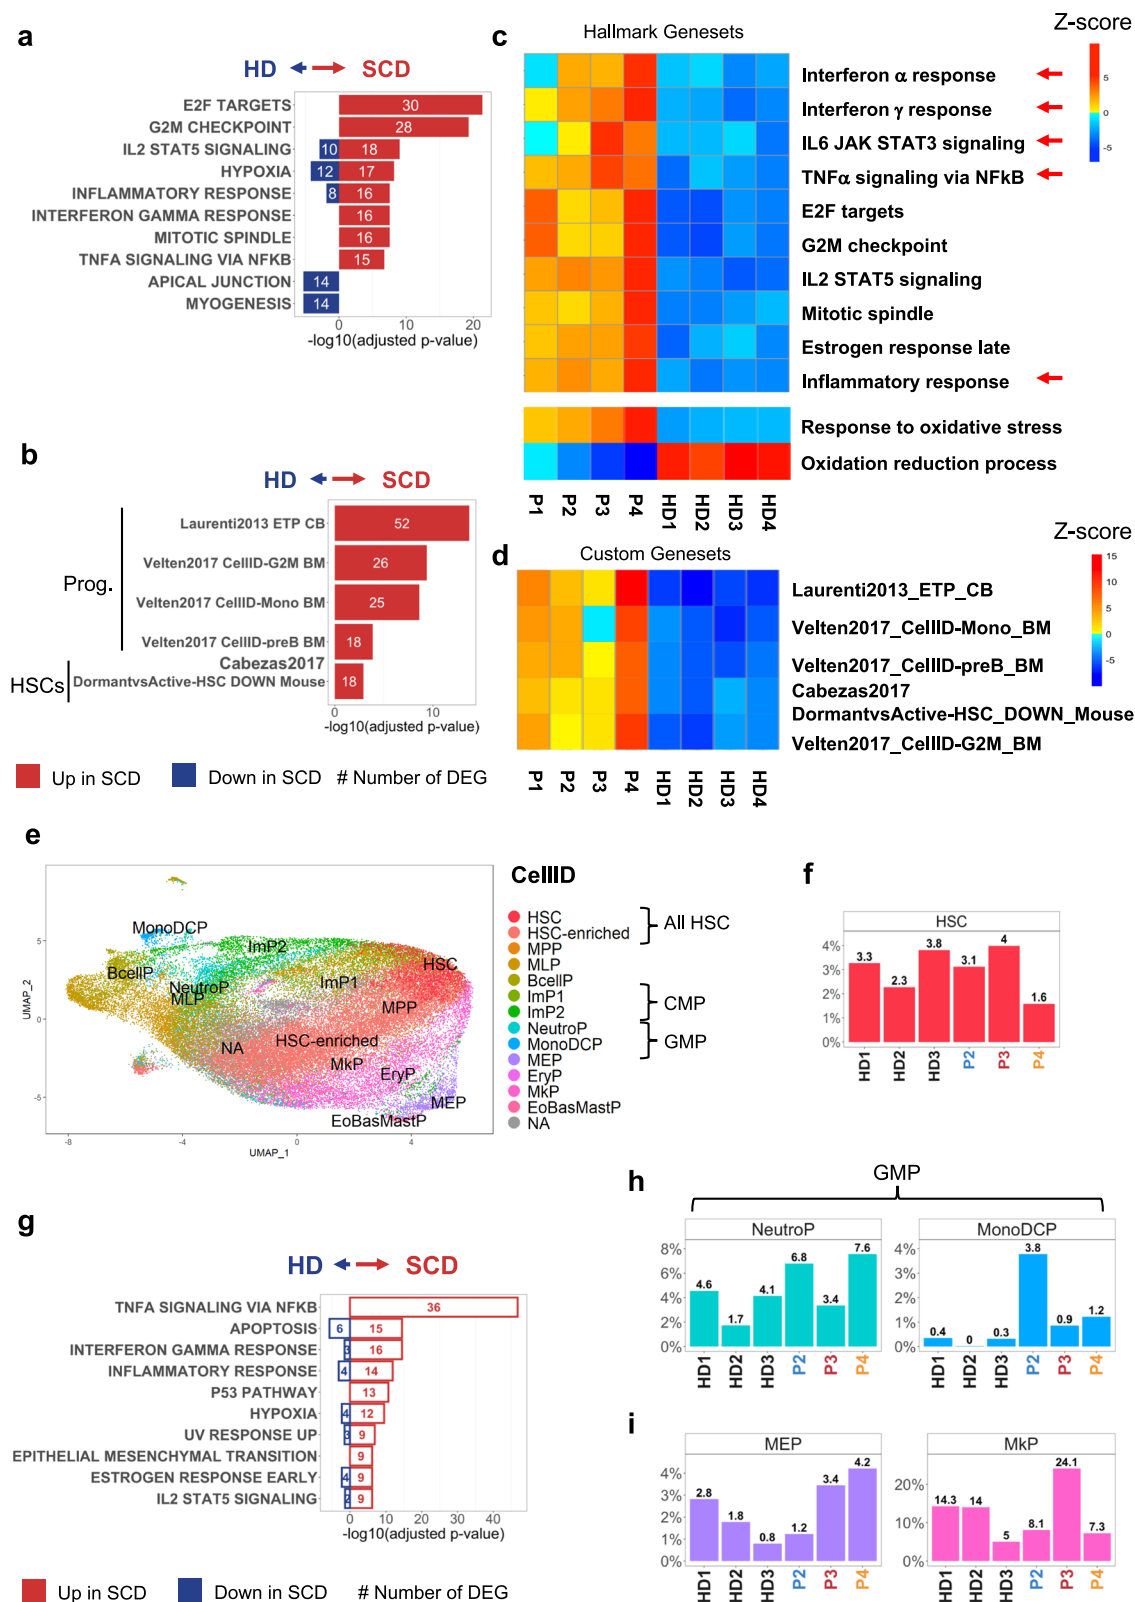 a
HD SCD
E2F TARGETS 30
G2M CHECKPOINT 28
IL2 STAT5 SIGNALING 10 18
HYPOXIA 12 17
INFLAMMATORY RESPONSE 8 16
INTERFERON GAMMA RESPONSE 16
MITOTIC SPINDLE 16
TNFA SIGNALING VIA NFKB 15
APICAL JUNCTION 14
MYOGENESIS 14
0 10 20
-log10(adjusted p-value)
b
HD SCD
Prog.
Laurenti2013 ETP CB 52
Velten2017 CellID-G2M BM 26
Velten2017 CellID-Mono BM 25
Velten2017 CellID-preB BM 18
HSCs
Cabezas2017
DormantvsActive-HSC DOWN Mouse 18
0 10
-log10(adjusted p-value)
Up in SCD Down in SCD # Number of DEG
c
Hallmark Genesets
Z-score
5
0
-5
Interferon α response
Interferon γ response
IL6 JAK STAT3 signaling
TNFα signaling via NFkB
E2F targets
G2M checkpoint
IL2 STAT5 signaling
Mitotic spindle
Estrogen response late
Inflammatory response
Response to oxidative stress
Oxidation reduction process
P1 P2 P3 P4 HD1 HD2 HD3 HD4
d
Custom Genesets
Z-score
15
10
5
0
-5
Laurenti2013_ETP_CB
Velten2017_CellID-Mono_BM
Velten2017_CellID-preB_BM
Cabezas2017
DormantvsActive-HSC_DOWN_Mouse
Velten2017_CellID-G2M_BM
P1 P2 P3 P4 HD1 HD2 HD3 HD4
e
UMAP_2
5
0
-5
MonoDCP
ImP2
BcellP
HSC
NeutroP
ImP1
MLP
MPP
HSC-enriched
NA
MkP
EryP
MEP
EoBasMastP
-8 -4 0 4
UMAP_1
CellID
HSC
HSC-enriched
All HSC
MPP
MLP
BcellP
ImP1
ImP2
CMP
NeutroP
MonoDCP
GMP
MEP
EryP
MkP
EoBasMastP
NA
f
HSC
4%
3%
2%
1%
0%
3.3 2.3 3.8 3.1 4 1.6
HD1 HD2 HD3 P2 P3 P4
g
HD SCD
TNFA SIGNALING VIA NFKB 36
APOPTOSIS 6 15
INTERFERON GAMMA RESPONSE 3 16
INFLAMMATORY RESPONSE 4 14
P53 PATHWAY 13
HYPOXIA 4 12
UV RESPONSE UP 3 9
EPITHELIAL MESENCHYMAL TRANSITION 9
ESTROGEN RESPONSE EARLY 4 9
IL2 STAT5 SIGNALING 2 9
0 10 20 30 40
-log10(adjusted p-value)
Up in SCD Down in SCD # Number of DEG
h
GMP
NeutroP
8%
6%
4%
2%
0%
4.6 1.7 4.1 6.8 3.4 7.6
HD1 HD2 HD3 P2 P3 P4
MonoDCP
4%
3%
2%
1%
0%
0.4 0 0.3 3.8 0.9 1.2
HD1 HD2 HD3 P2 P3 P4
i
MEP
4%
3%
2%
1%
0%
2.8 1.8 0.8 1.2 3.4 4.2
HD1 HD2 HD3 P2 P3 P4
MkP
20%
10%
0%
14.3 14 5 8.1 24.1 7.3
HD1 HD2 HD3 P2 P3 P4